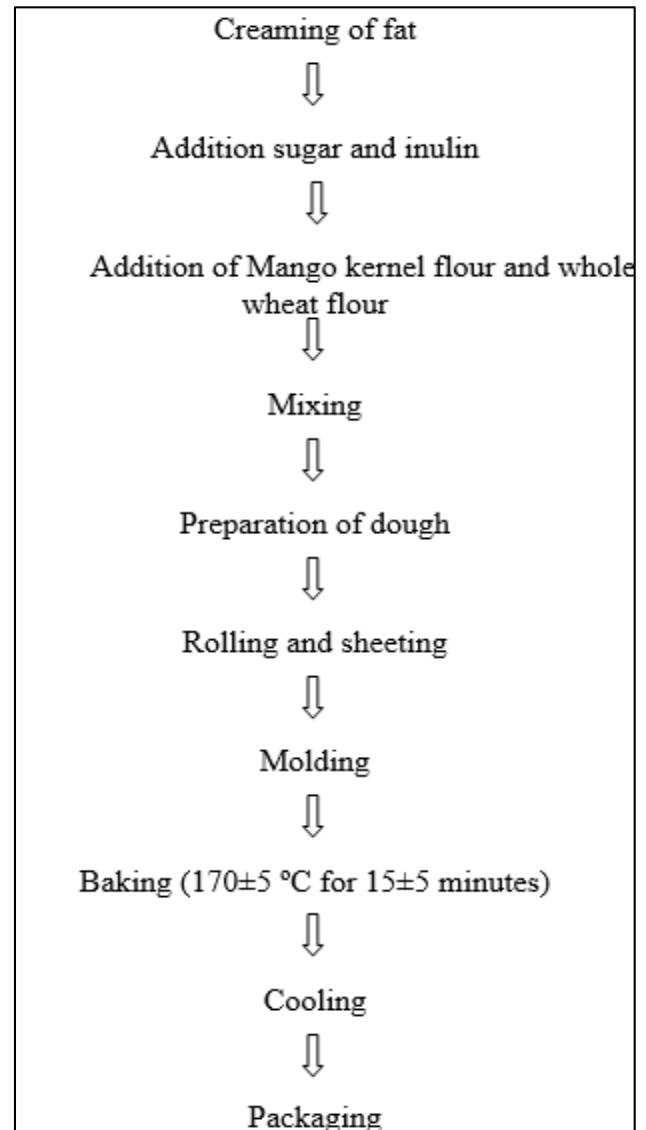 Creaming of fat
Addition sugar and inulin
Addition of Mango kernel flour and whole
wheat flour
Mixing
Preparation of dough
Rolling and sheeting
Molding
Baking (170±5 ºC for 15±5 minutes)
Cooling
Packaging